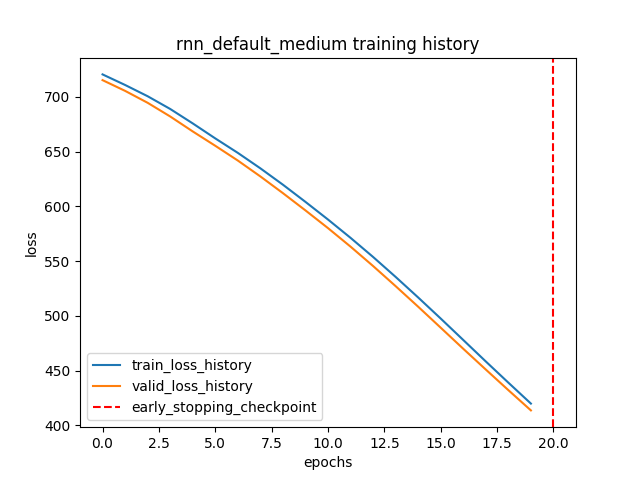 rnn_default_medium training history
loss
700
650
600
550
500
450
400
train_loss_history
valid_loss_history
early_stopping_checkpoint
0.0 2.5 5.0 7.5 10.0 12.5 15.0 17.5 20.0
epochs